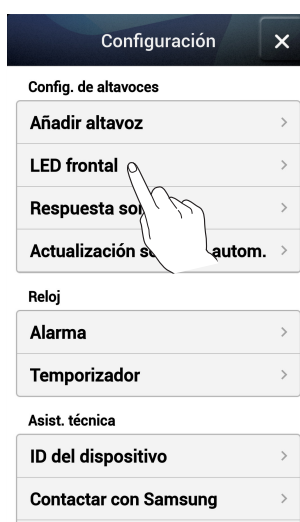 Configuración
Config. de altavoces
Añadir altavoz
LED frontal
Respuesta
Actualización autom.
Reloj
Alarma
Temporizador
Asist. técnica
ID del dispositivo
Contactar con Samsung